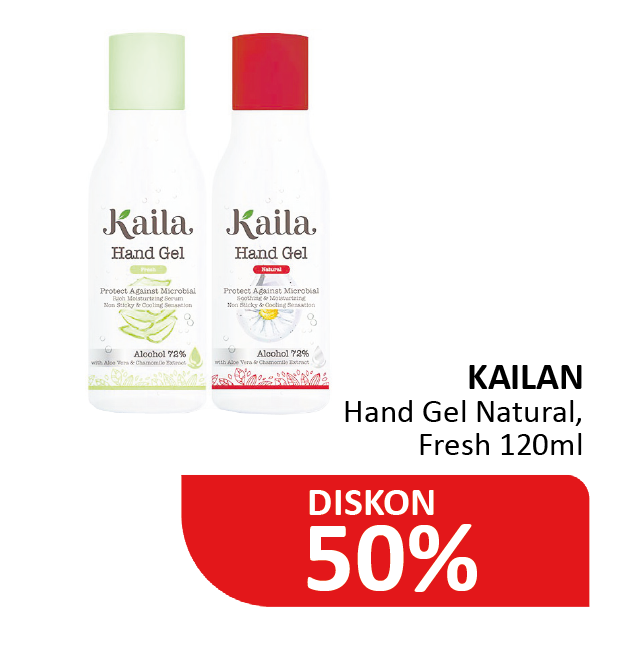 Kaila
Hand Gel
Fresh
Protect Against Microbial
Rich Moisturizing Serum
Non Sticky & Cooling Sensation
Alcohol 72%
with Aloe Vera & Chamomile Extract
Kaila
Hand Gel
Natural
Protect Against Microbial
Soothing & Moisturizing
Non Sticky & Cooling Sensation
Alcohol 72%
with Aloe Vera & Chamomile Extract
KAILAN
Hand Gel Natural,
Fresh 120ml
DISKON
50%